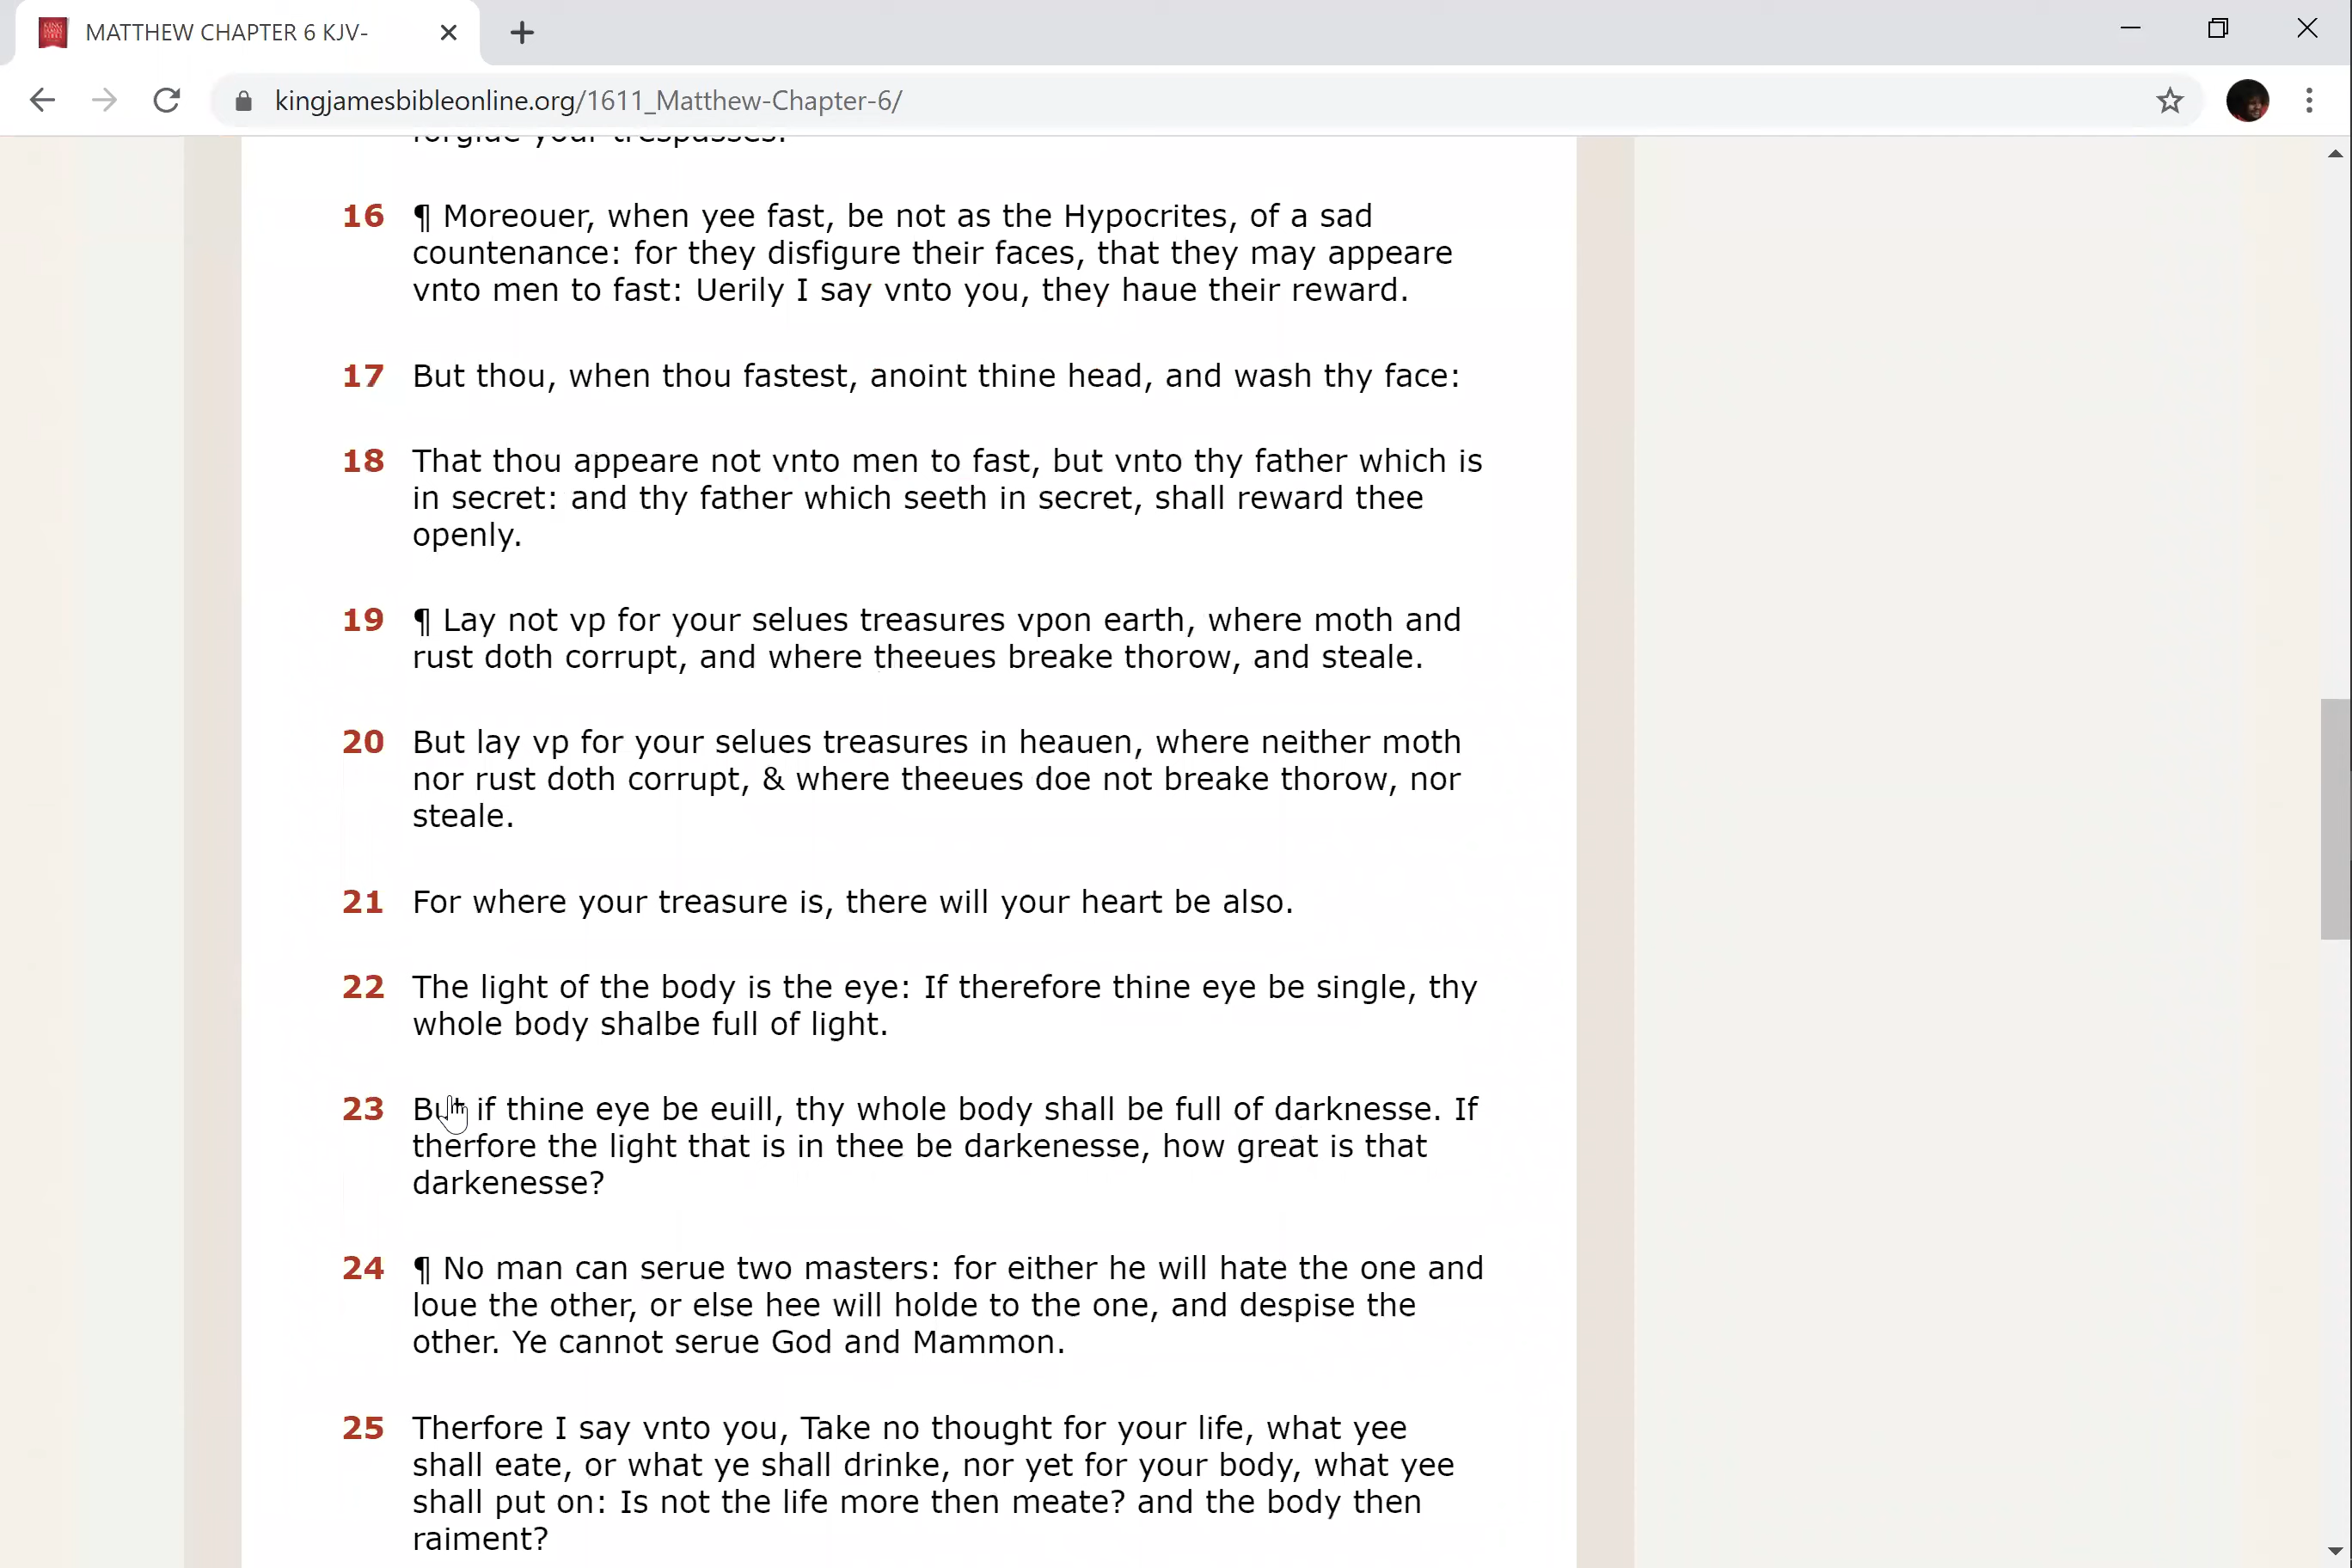 MATTHEW CHAPTER 6 KJV-
kingjamesbibleonline.org/1611_Matthew-Chapter-6/
forgiue your trespasses.
16 ¶ Moreouer, when yee fast, be not as the Hypocrites, of a sad
countenance: for they disfigure their faces, that they may appeare
vnto men to fast: Uerily I say vnto you, they haue their reward.
17 But thou, when thou fastest, anoint thine head, and wash thy face:
18 That thou appeare not vnto men to fast, but vnto thy father which is
in secret: and thy father which seeth in secret, shall reward thee
openly.
19 ¶ Lay not vp for your selues treasures vpon earth, where moth and
rust doth corrupt, and where theeues breake thorow, and steale.
20 But lay vp for your selues treasures in heauen, where neither moth
nor rust doth corrupt, & where theeues doe not breake thorow, nor
steale.
21 For where your treasure is, there will your heart be also.
22 The light of the body is the eye: If therefore thine eye be single, thy
whole body shalbe full of light.
23 But if thine eye be euill, thy whole body shall be full of darknesse. If
therfore the light that is in thee be darkenesse, how great is that
darkenesse?
24 ¶ No man can serue two masters: for either he will hate the one and
loue the other, or else hee will holde to the one, and despise the
other. Ye cannot serue God and Mammon.
25 Therfore I say vnto you, Take no thought for your life, what yee
shall eate, or what ye shall drinke, nor yet for your body, what yee
shall put on: Is not the life more then meate? and the body then
raiment?